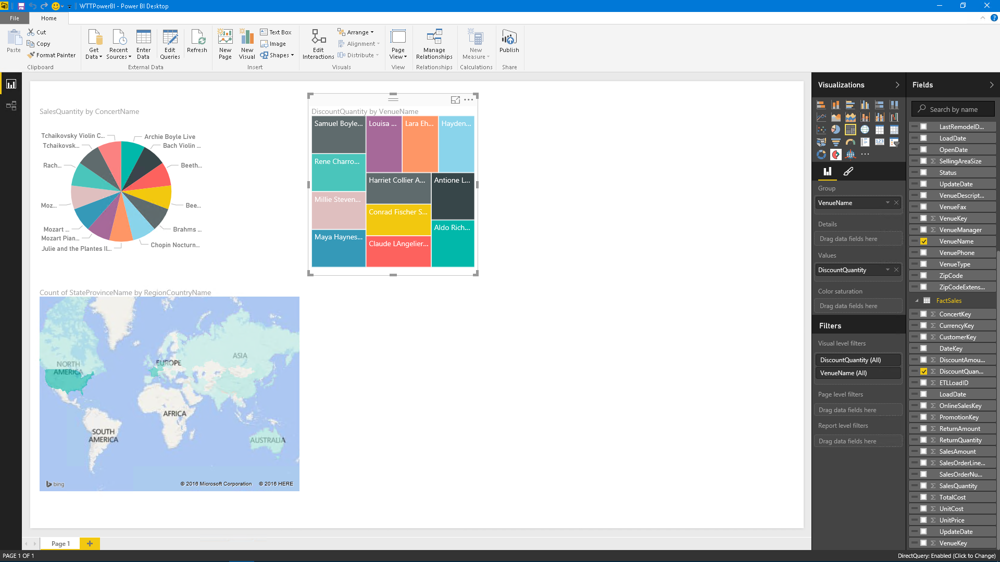 WTTPowerBI - Power BI Desktop
File
Home
Paste
Cut
Copy
Format Painter
Clipboard
Get Data
Recent Sources
Enter Data
Edit Queries
Refresh
External Data
New Page
New Visual
Text Box
Image
Shapes
Insert
Edit Interactions
Arrange
Alignment
Distribute
Visuals
Page View
View
Manage Relationships
Relationships
New Measure
Calculations
Publish
Share
SalesQuantity by ConcertName
Tchaikovsky Violin C...
Tchaikovsk...
Rach...
Moz...
Mozart ...
Mozart Pian...
Julie and the Plantes Il...
Archie Boyle Live
Bach Violin ...
Beeth...
Bee...
Brahms ...
Chopin Nocturn...
DiscountQuantity by VenueName
Samuel Boyle...
Louisa ...
Lara Eh...
Hayden...
Rene Charro...
Harriet Collier A...
Antione L...
Millie Steven...
Conrad Fischer S...
Aldo Rich...
Maya Haynes...
Claude LAngelier...
Count of StateProvinceName by RegionCountryName
NORTH AMERICA
EUROPE
ASIA
AFRICA
SOUTH AMERICA
AUSTRALIA
bing
© 2016 Microsoft Corporation © 2016 HERE
Visualizations
123
Group
VenueName
Details
Drag data fields here
Values
DiscountQuantity
Color saturation
Drag data fields here
Filters
Visual level filters
DiscountQuantity (All)
VenueName (All)
Page level filters
Drag data fields here
Report level filters
Drag data fields here
Fields
Search by name
LastRemodelD...
LoadDate
OpenDate
SellingAreaSize
Status
UpdateDate
VenueDescript...
VenueFax
VenueKey
VenueManager
VenueName
VenuePhone
VenueType
ZipCode
ZipCodeExtens...
FactSales
ConcertKey
CurrencyKey
CustomerKey
DateKey
DiscountAmou...
DiscountQuan...
ETLLoadID
LoadDate
OnlineSalesKey
PromotionKey
ReturnAmount
ReturnQuantity
SalesAmount
SalesOrderLine...
SalesOrderNu...
SalesQuantity
TotalCost
UnitCost
UnitPrice
UpdateDate
VenueKey
Page 1
PAGE 1 OF 1
DirectQuery: Enabled (Click to Change)